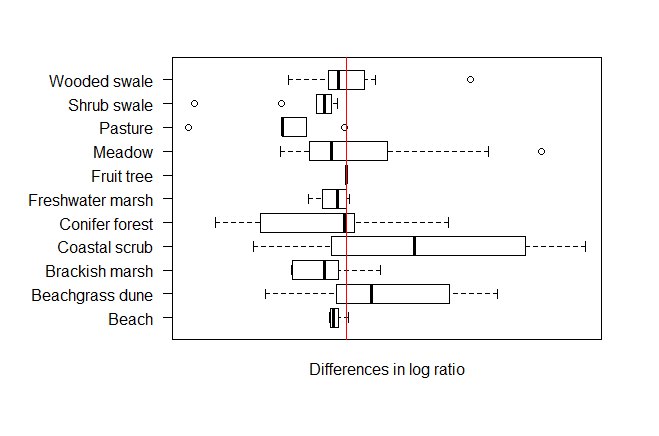 Wooded swale
Shrub swale
Pasture
Meadow
Fruit tree
Freshwater marsh
Conifer forest
Coastal scrub
Brackish marsh
Beachgrass dune
Beach
Differences in log ratio